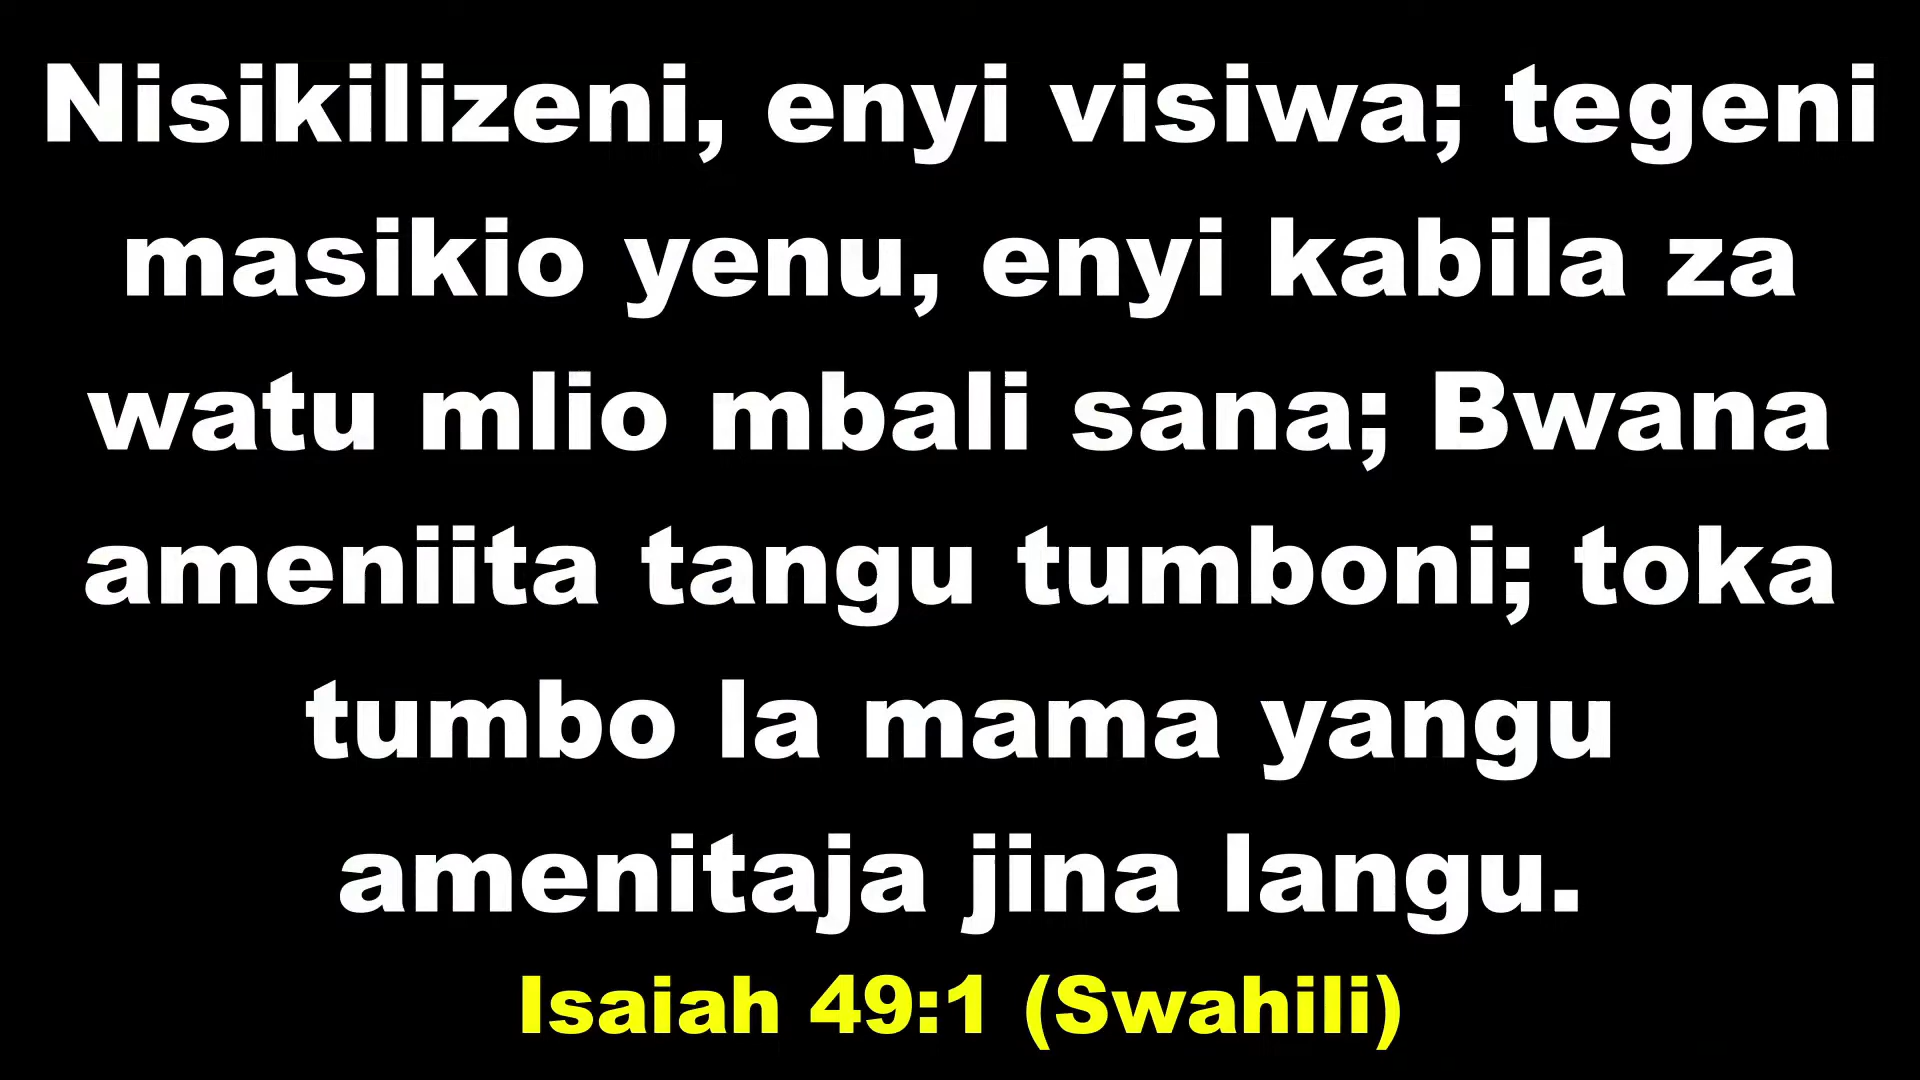 Nisikilizeni, enyi visiwa; tegeni
masikio yenu, enyi kabila za
watu mlio mbali sana; Bwana
ameniita tangu tumboni; toka
tumbo la mama yangu
amenitaja jina langu.
Isaiah 49:1 (Swahili)